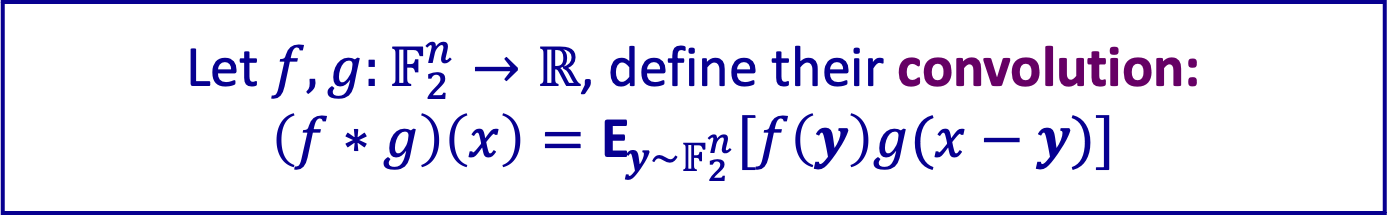 Let 𝑓, 𝑔: 𝔽₂ⁿ → ℝ, define their convolution:
(𝑓 ∗ 𝑔)(𝑥) = 𝐄_{𝒚~𝔽₂ⁿ}[𝑓(𝒚)𝑔(𝑥 − 𝒚)]